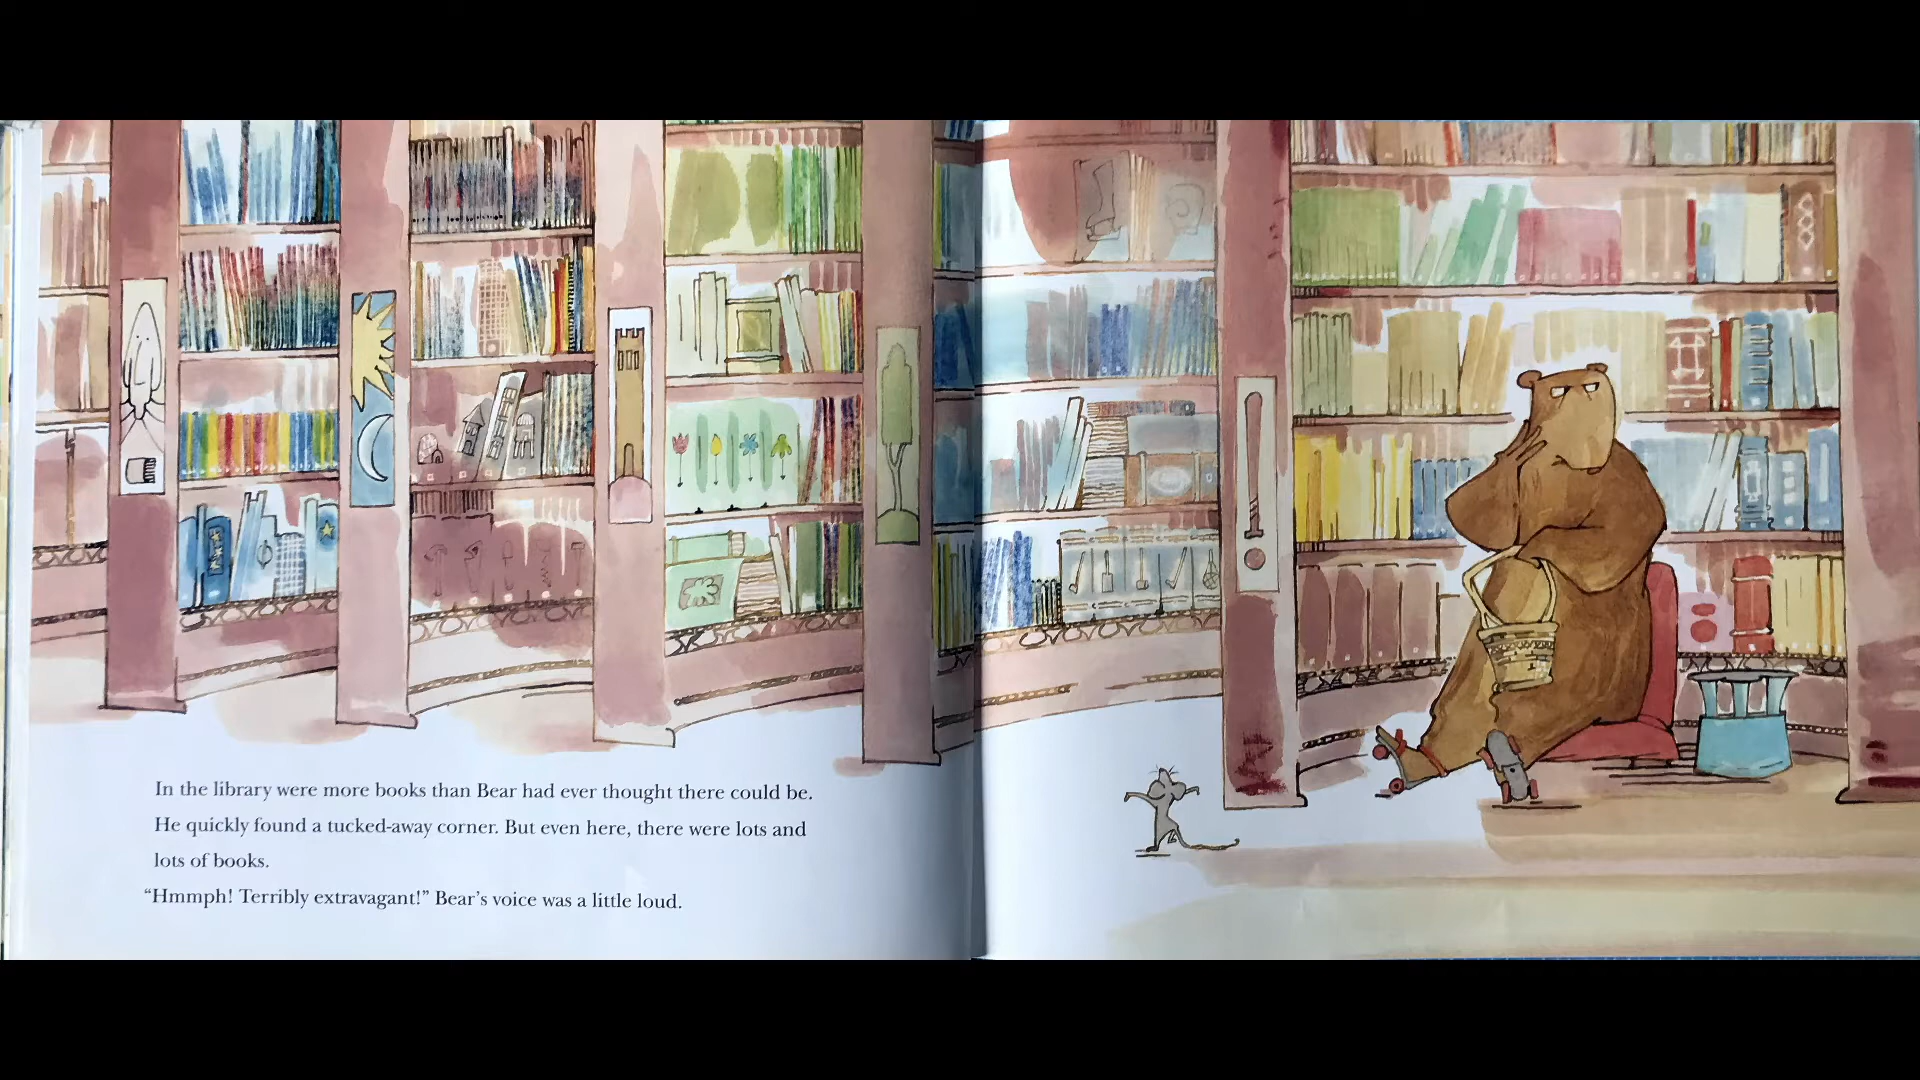 In the library were more books than Bear had ever thought there could be.
He quickly found a tucked-away corner. But even here, there were lots and
lots of books.
“Hmmph! Terribly extravagant!” Bear’s voice was a little loud.